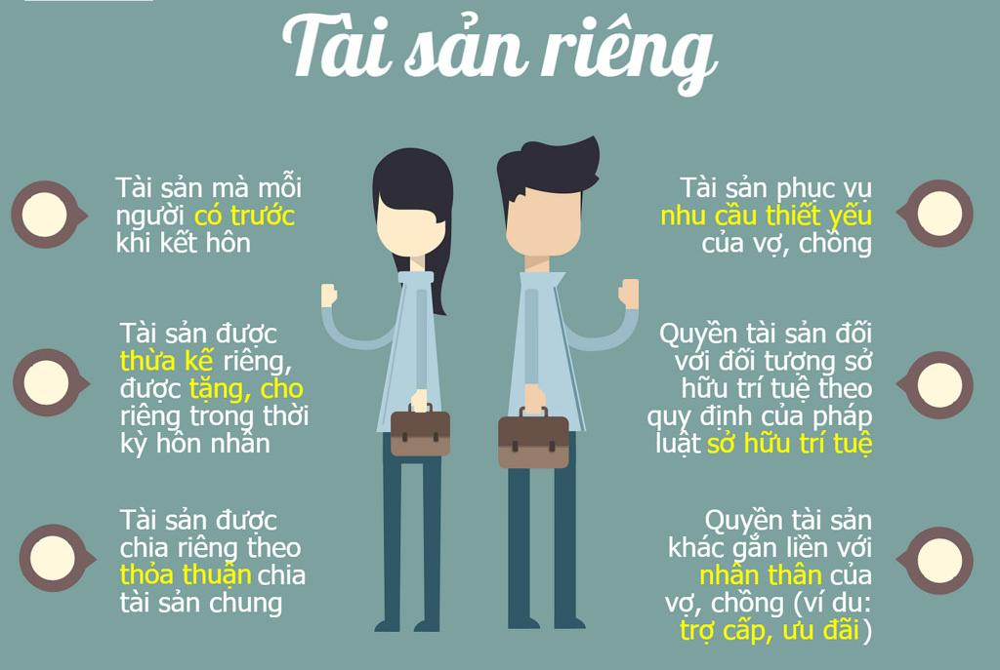 Tài sản riêng
Tài sản mà mỗi
người có trước
khi kết hôn
Tài sản được
thừa kế riêng,
được tặng, cho
riêng trong thời
kỳ hôn nhân
Tài sản được
chia riêng theo
thỏa thuận chia
tài sản chung
Tài sản phục vụ
nhu cầu thiết yếu
của vợ, chồng
Quyền tài sản đối
với đối tượng sở
hữu trí tuệ theo
quy định của pháp
luật sở hữu trí tuệ
Quyền tài sản
khác gắn liền với
nhân thân của
vợ, chồng (ví du:
trợ cấp, ưu đãi)